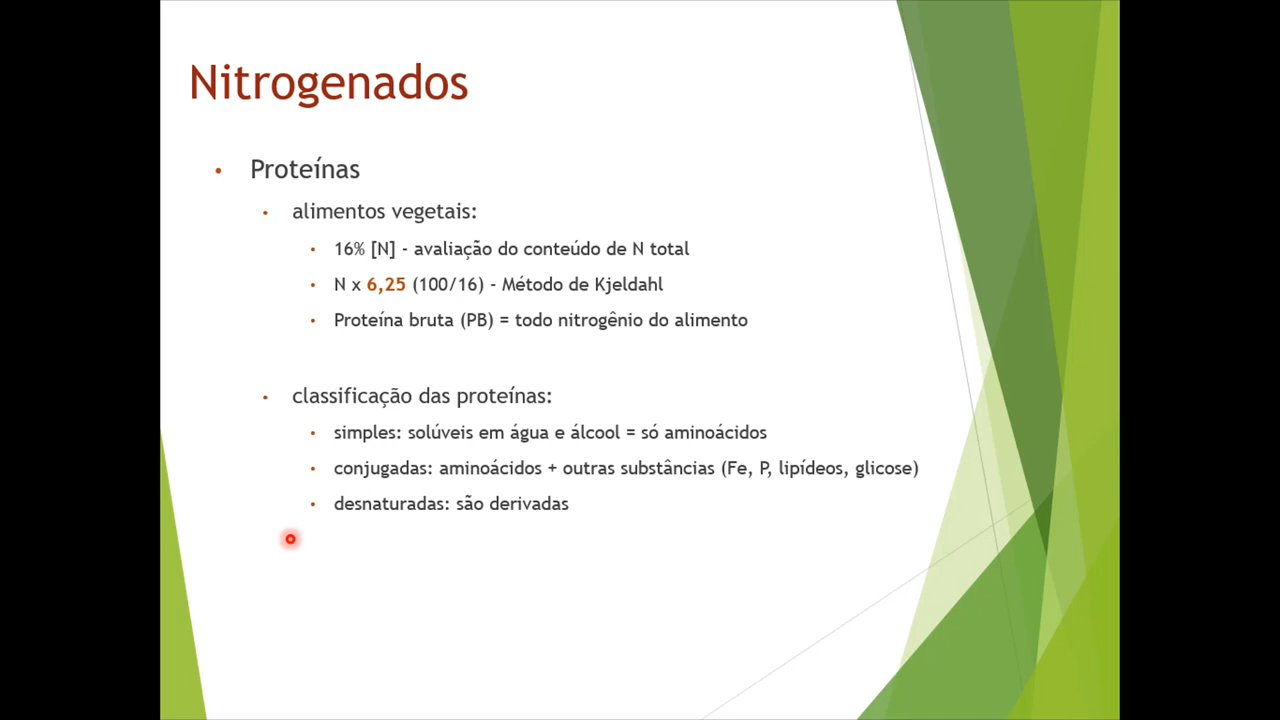 Nitrogenados
• Proteínas
• alimentos vegetais:
• 16% [N] - avaliação do conteúdo de N total
• N x 6,25 (100/16) - Método de Kjeldahl
• Proteína bruta (PB) = todo nitrogênio do alimento
• classificação das proteínas:
• simples: solúveis em água e álcool = só aminoácidos
• conjugadas: aminoácidos + outras substâncias (Fe, P, lipídeos, glicose)
• desnaturadas: são derivadas